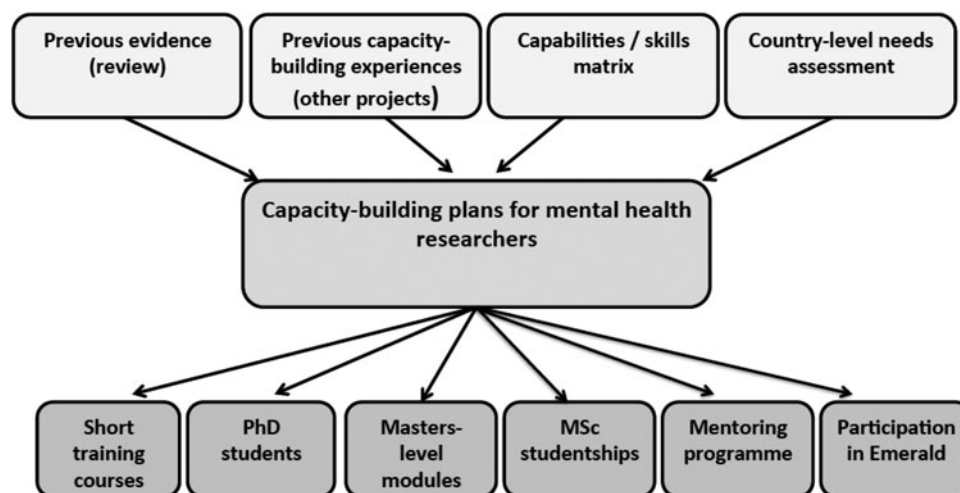 Previous evidence
(review)
Previous capacity-
building experiences
(other projects)
Capabilities / skills
matrix
Country-level needs
assessment
Capacity-building plans for mental health
researchers
Short
training
courses
PhD
students
Masters-
level
modules
MSc
studentships
Mentoring
programme
Participation
in Emerald